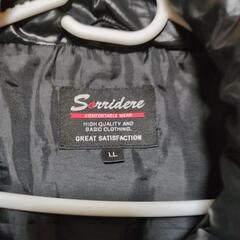 Sorridere
COMFORTABLE WEAR
HIGH QUALITY AND
BASIC CLOTHING.
GREAT SATISFACTION
LL